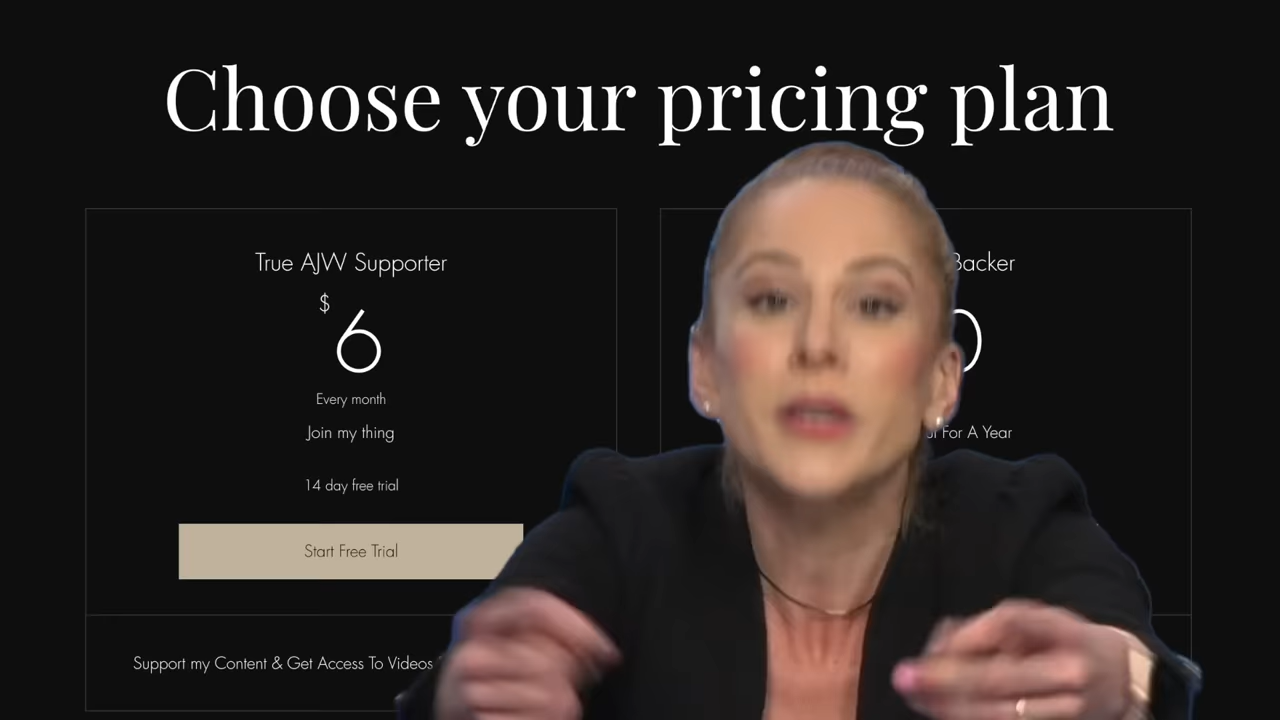 Choose your pricing plan
True AJW Supporter
$
6
Every month
Join my thing
14 day free trial
Start Free Trial
Support my Content & Get Access To Videos
Backer
0
For A Year